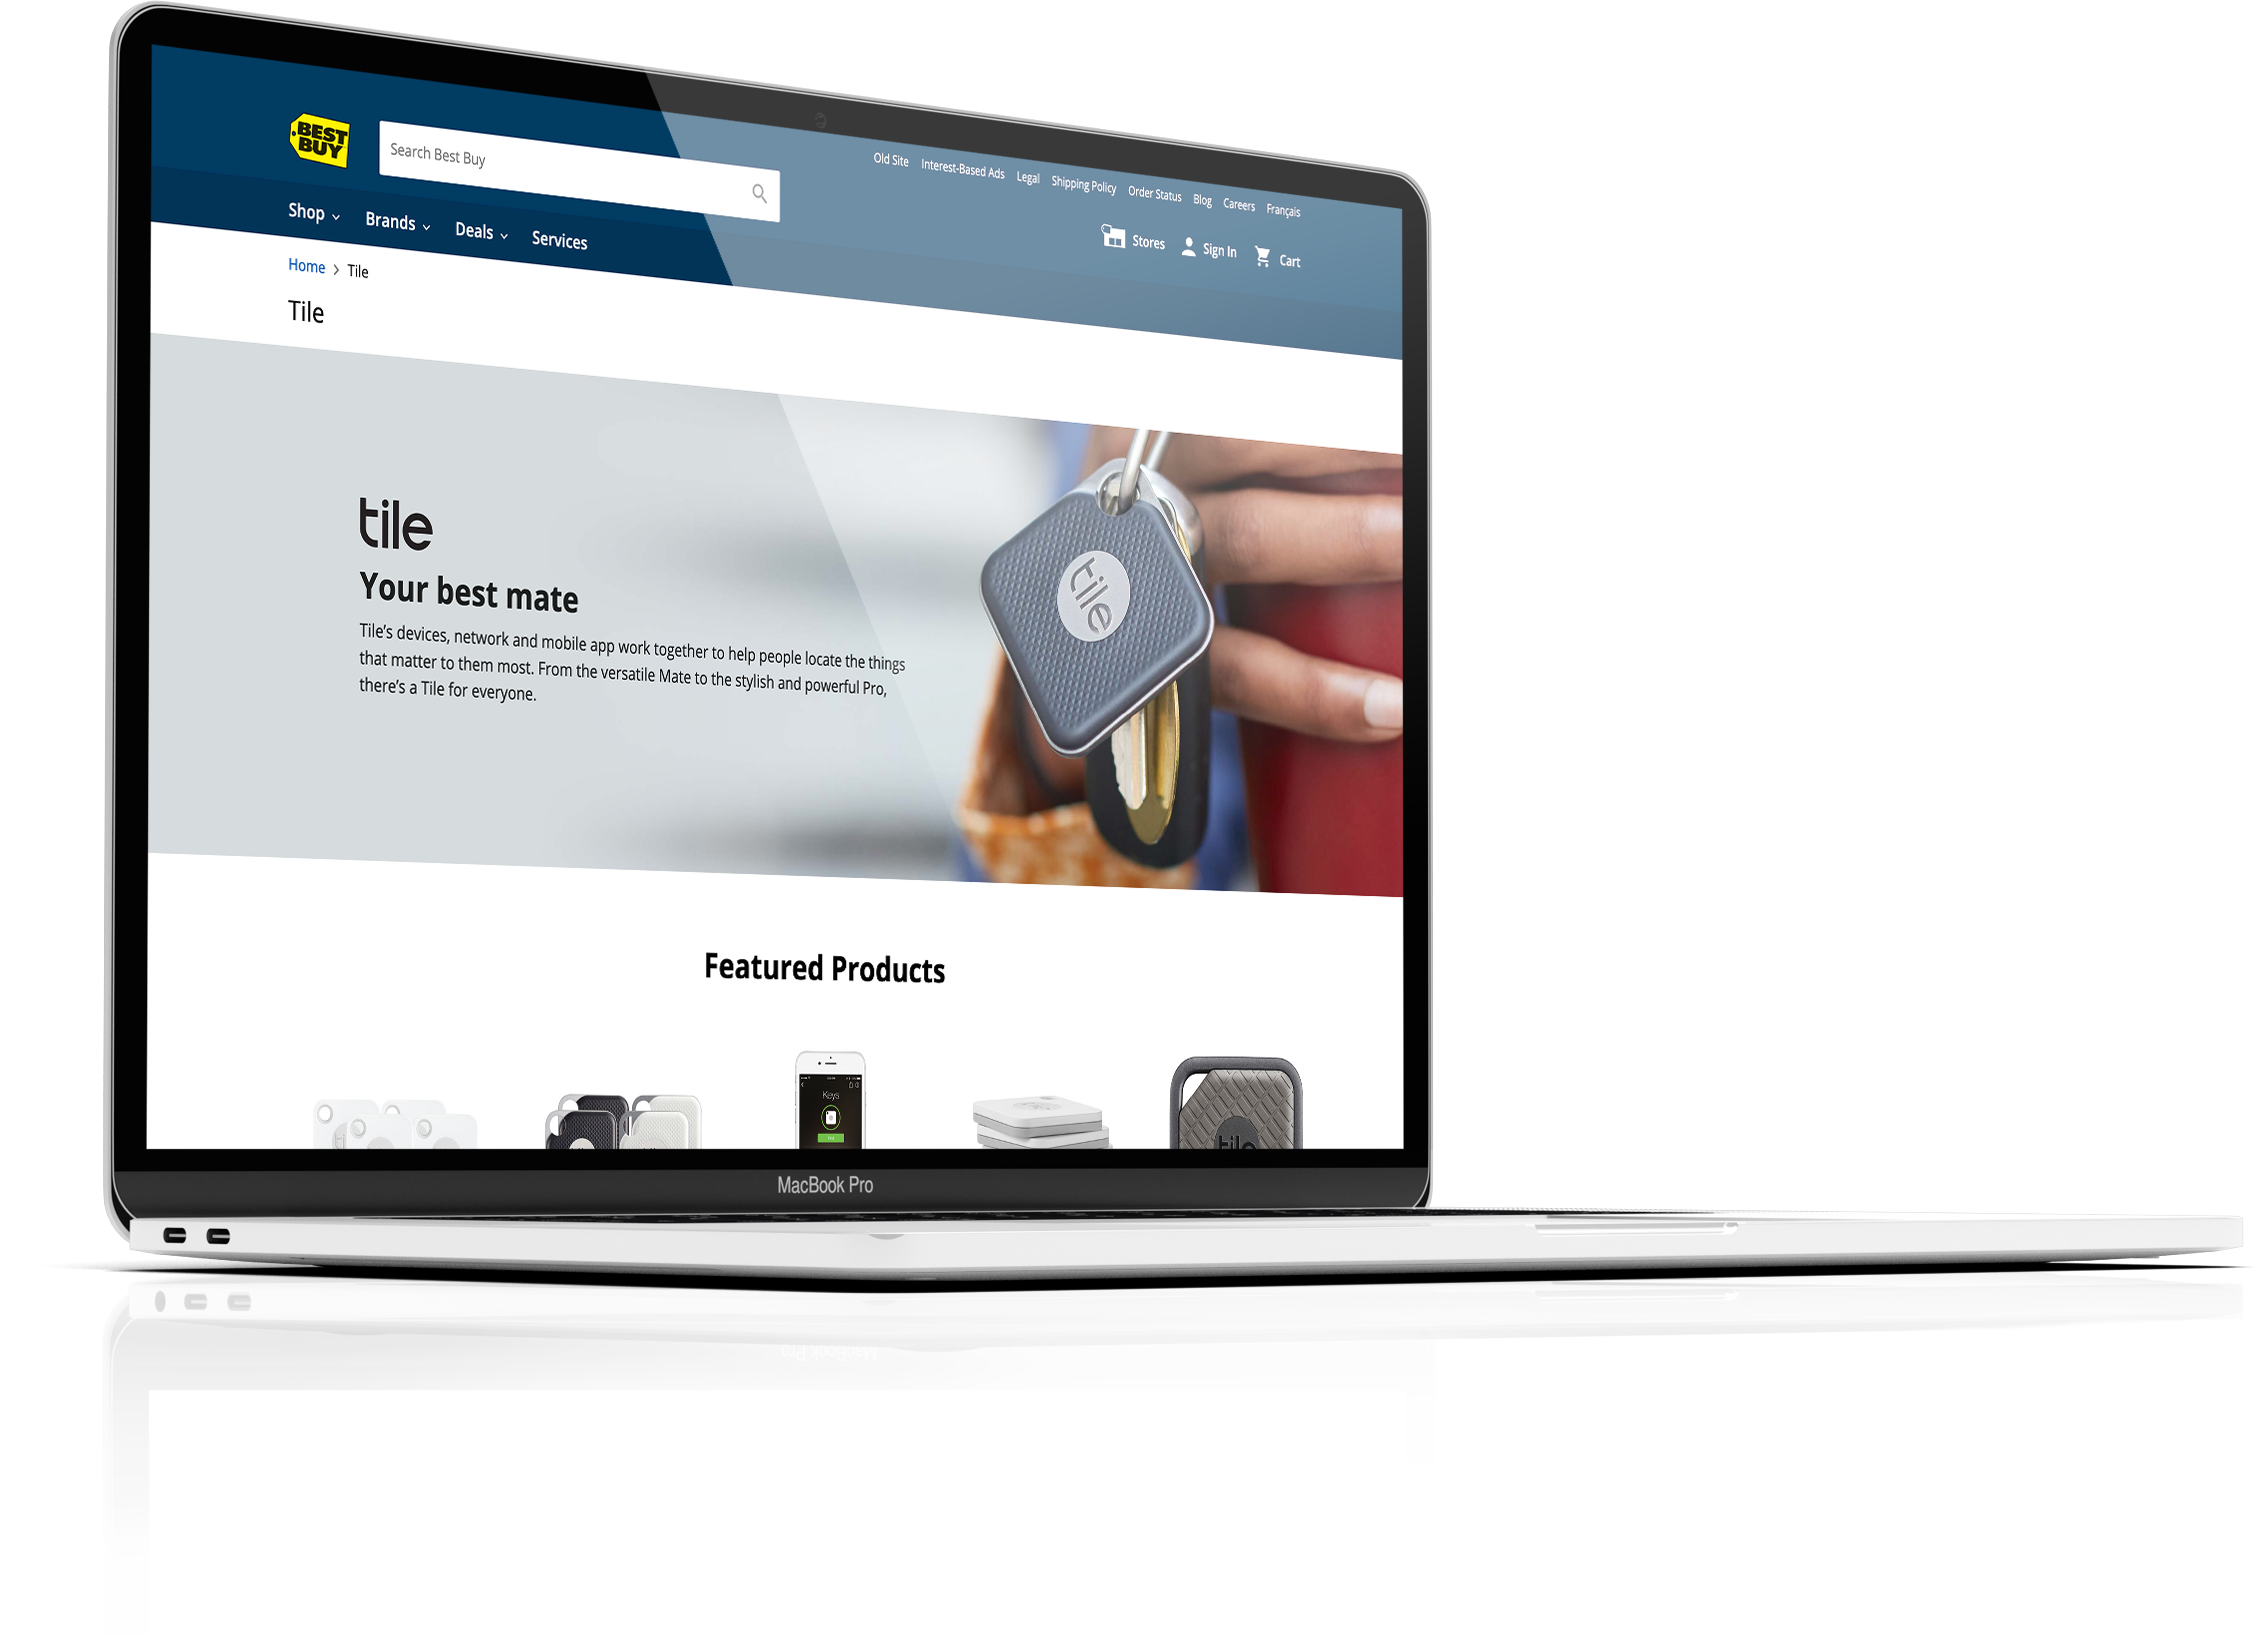 BEST
BUY
Search Best Buy
Old Site Interest-Based Ads Legal Shipping Policy Order Status Blog Careers Français
Shop Brands Deals Services
Stores Sign In Cart
Home > Tile
Tile
tile
Your best mate
Tile’s devices, network and mobile app work together to help people locate the things
that matter to them most. From the versatile Mate to the stylish and powerful Pro,
there’s a Tile for everyone.
tile
Featured Products
Keys
tile
MacBook Pro